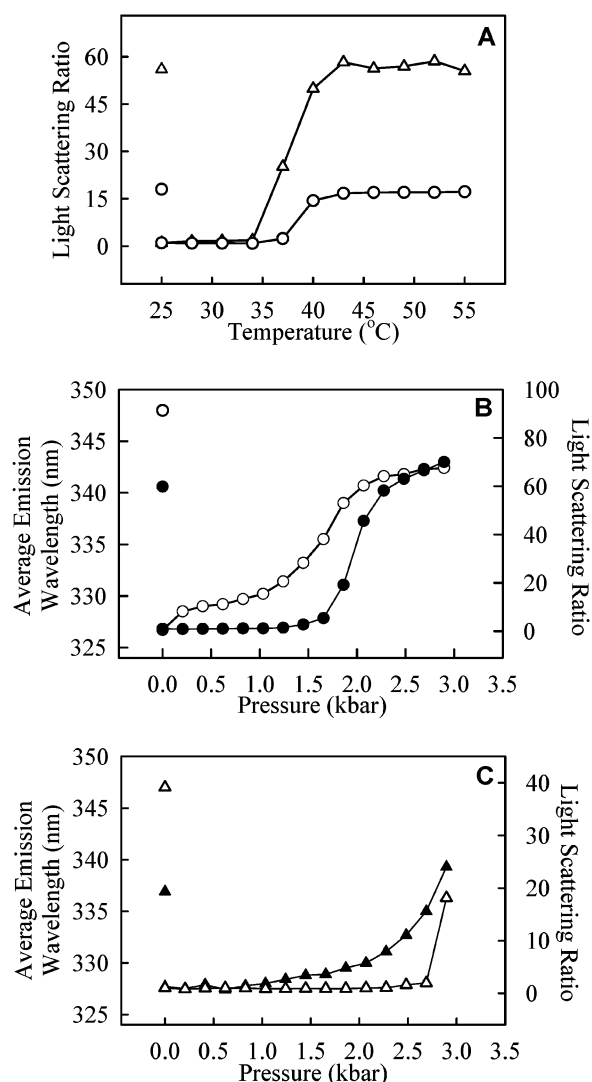 A
Light Scattering Ratio
60
45
30
15
0
25 30 35 40 45 50 55
Temperature (°C)
B
Average Emission
Wavelength (nm)
350
345
340
335
330
325
100
80
60
40
20
0
Light Scattering
Ratio
0.0 0.5 1.0 1.5 2.0 2.5 3.0 3.5
Pressure (kbar)
C
Average Emission
Wavelength (nm)
350
345
340
335
330
325
40
30
20
10
0
Light Scattering Ratio
0.0 0.5 1.0 1.5 2.0 2.5 3.0 3.5
Pressure (kbar)